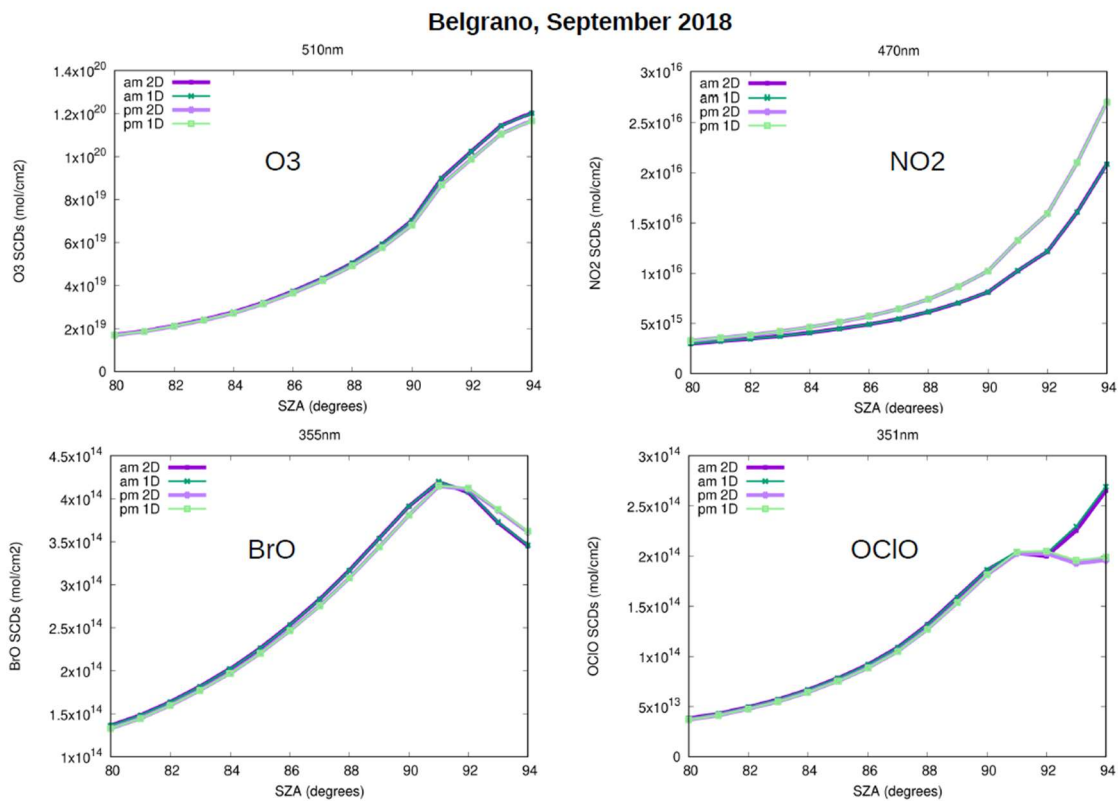 Belgrano, September 2018
510nm
am 2D
am 1D
pm 2D
pm 1D
O3
O3 SCDs (mol/cm2)
1.4x10^20
1.2x10^20
1x10^20
8x10^19
6x10^19
4x10^19
2x10^19
0
80 82 84 86 88 90 92 94
SZA (degrees)
470nm
am 2D
am 1D
pm 2D
pm 1D
NO2
NO2 SCDs (mol/cm2)
3x10^16
2.5x10^16
2x10^16
1.5x10^16
1x10^16
5x10^15
0
80 82 84 86 88 90 92 94
SZA (degrees)
355nm
am 2D
am 1D
pm 2D
pm 1D
BrO
BrO SCDs (mol/cm2)
4.5x10^14
4x10^14
3.5x10^14
3x10^14
2.5x10^14
2x10^14
1.5x10^14
1x10^14
80 82 84 86 88 90 92 94
SZA (degrees)
351nm
am 2D
am 1D
pm 2D
pm 1D
OClO
OClO SCDs (mol/cm2)
3x10^14
2.5x10^14
2x10^14
1.5x10^14
1x10^14
5x10^13
0
80 82 84 86 88 90 92 94
SZA (degrees)